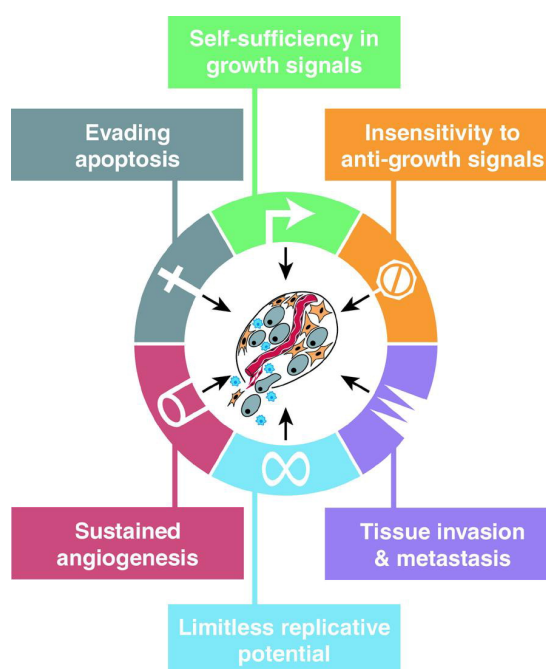 Self-sufficiency in
growth signals
Evading
apoptosis
Insensitivity to
anti-growth signals
Sustained
angiogenesis
Tissue invasion
& metastasis
Limitless replicative
potential